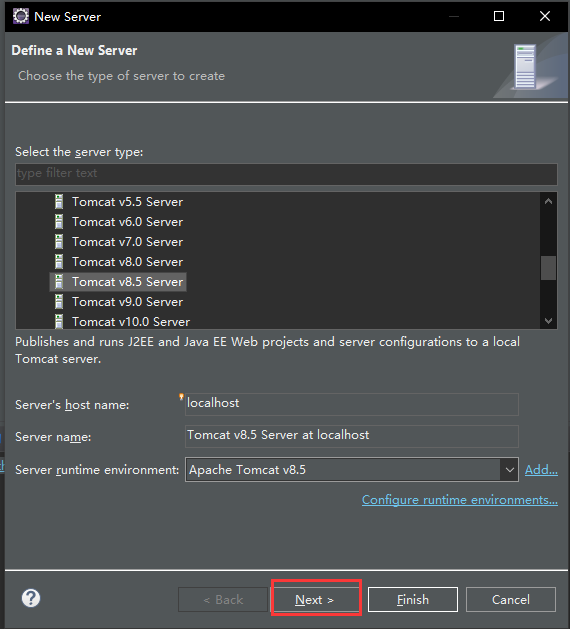 New Server
Define a New Server
Choose the type of server to create
Select the server type:
type filter text
Tomcat v5.5 Server
Tomcat v6.0 Server
Tomcat v7.0 Server
Tomcat v8.0 Server
Tomcat v8.5 Server
Tomcat v9.0 Server
Tomcat v10.0 Server
Publishes and runs J2EE and Java EE Web projects and server configurations to a local
Tomcat server.
Server's host name: localhost
Server name: Tomcat v8.5 Server at localhost
Server runtime environment: Apache Tomcat v8.5 Add...
Configure runtime environments...
? < Back Next > Finish Cancel